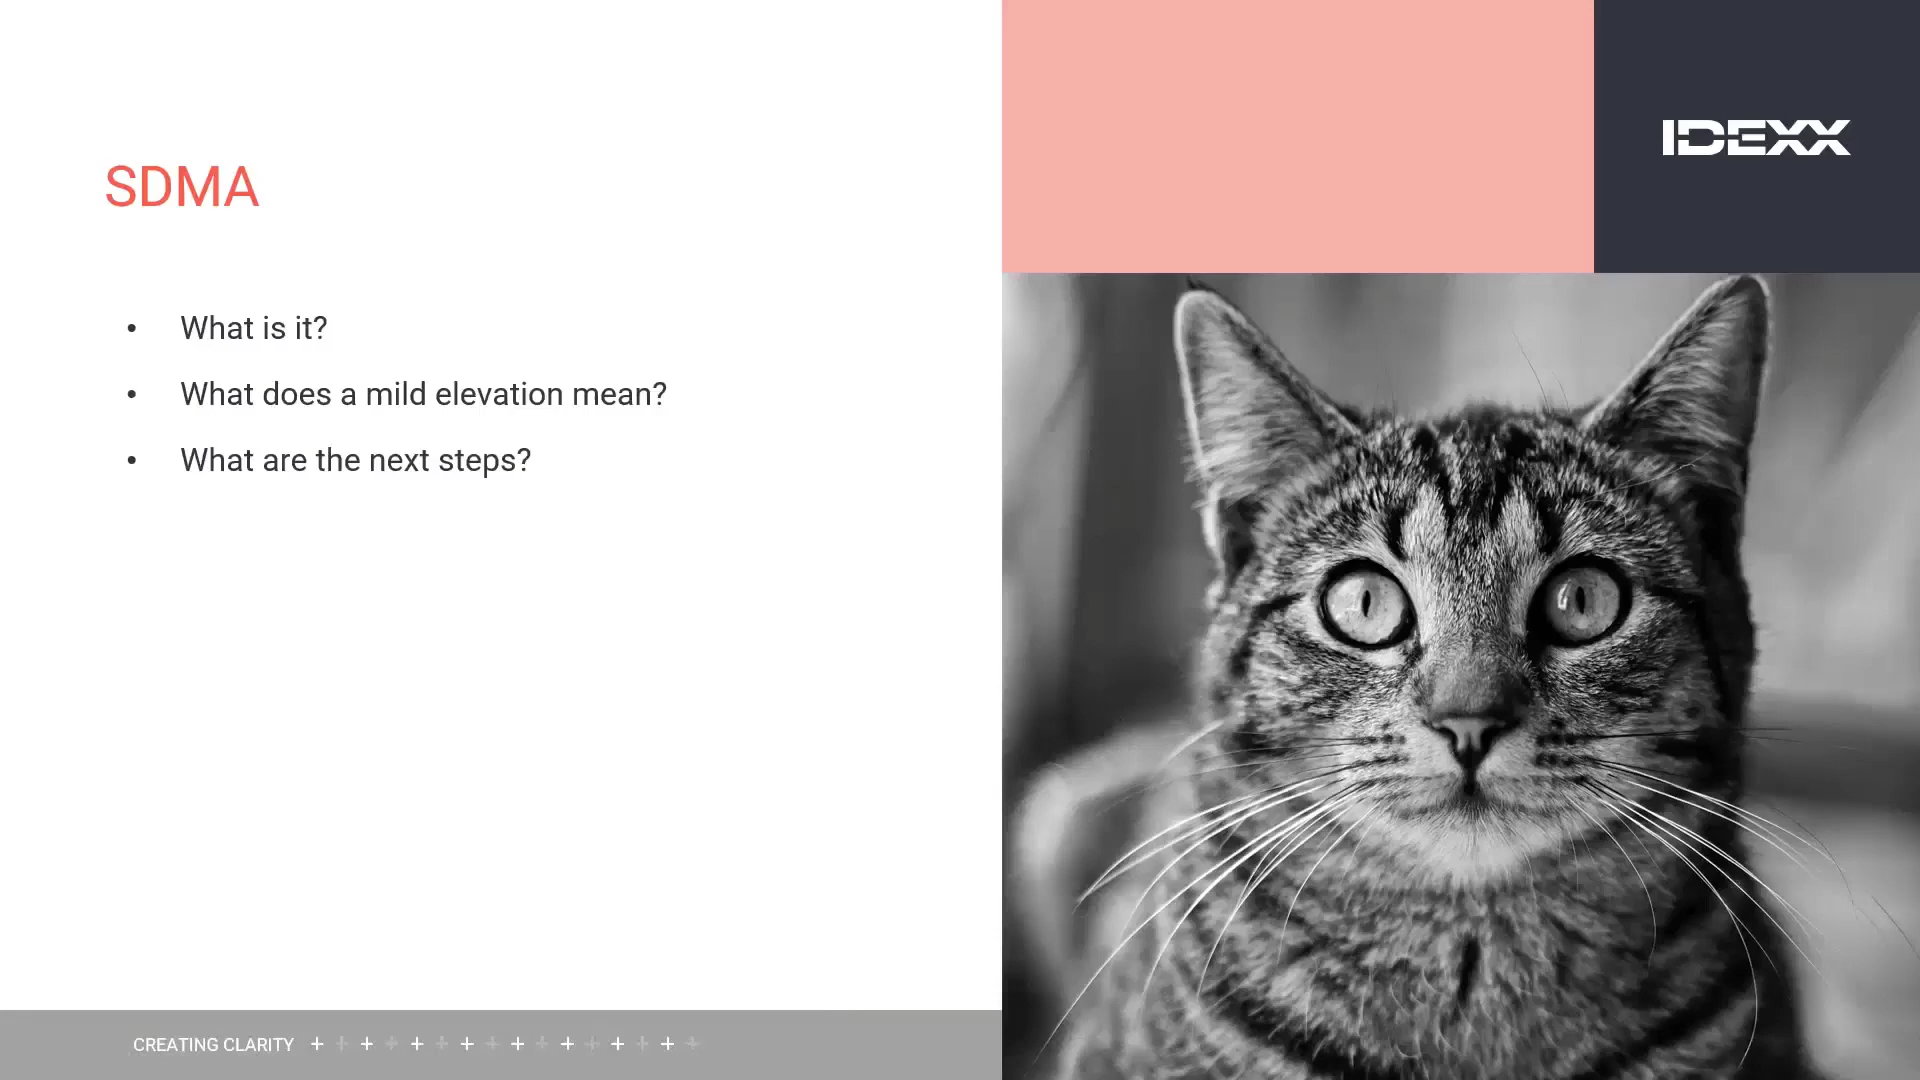 IDEXX
SDMA
• What is it?
• What does a mild elevation mean?
• What are the next steps?
CREATING CLARITY